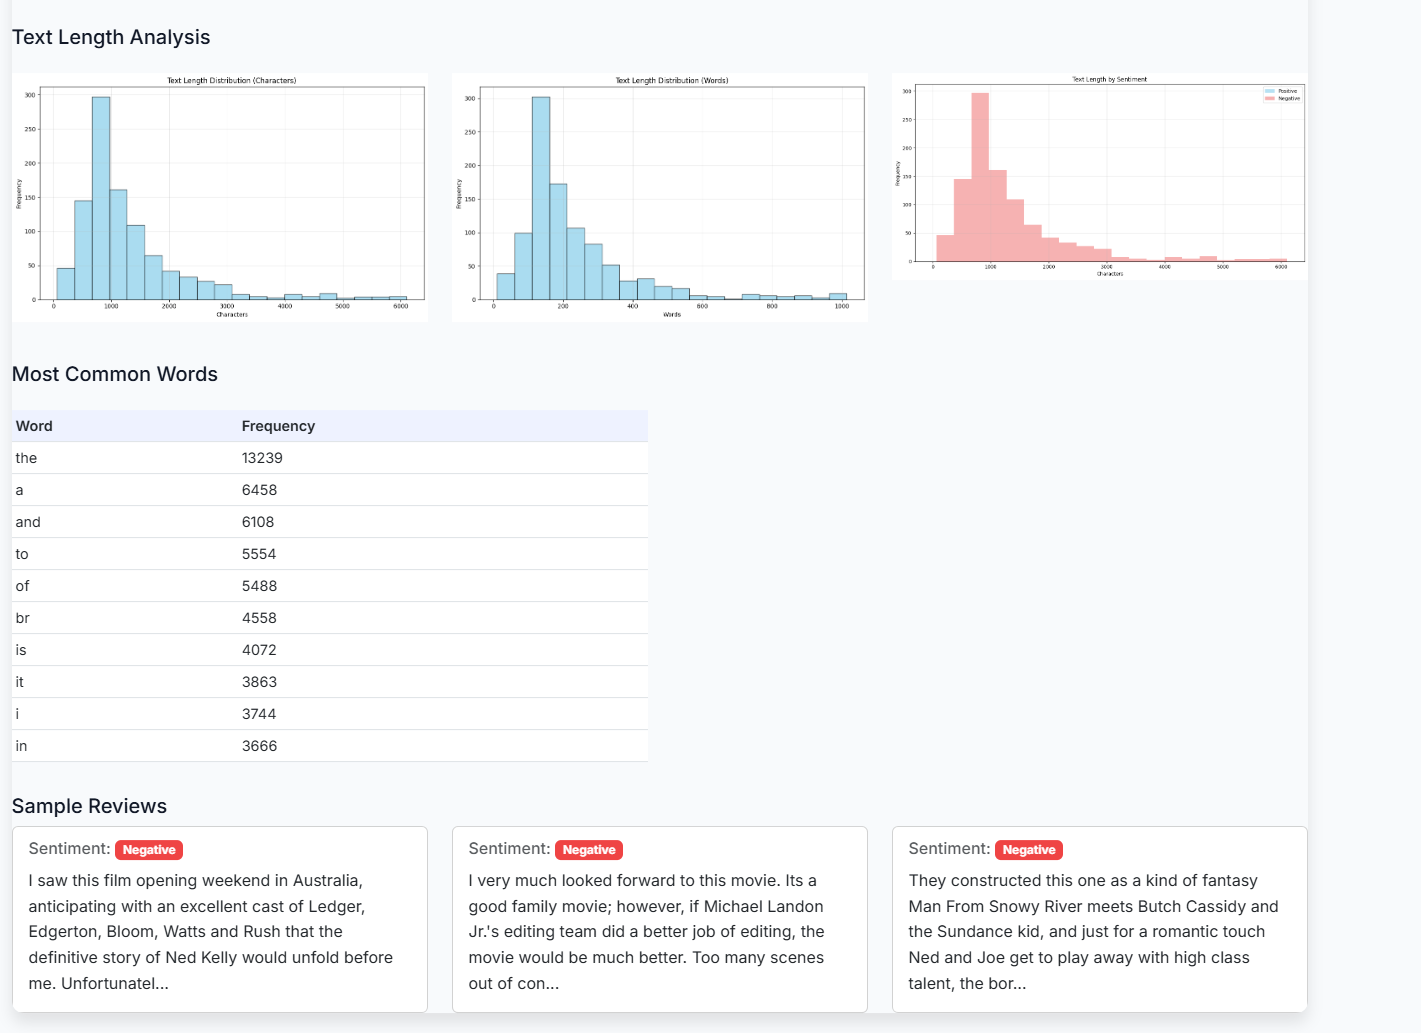 Text Length Analysis
Text Length Distribution (Characters)
300
250
200
150
100
50
0
Frequency
0 1000 2000 3000 4000 5000 6000
Characters
Text Length Distribution (Words)
300
250
200
150
100
50
0
Frequency
0 200 400 600 800 1000
Words
Text Length by Sentiment
Positive
Negative
300
250
200
150
100
50
0
Frequency
0 1000 2000 3000 4000 5000 6000
Characters
Most Common Words
Word Frequency
the 13239
a 6458
and 6108
to 5554
of 5488
br 4558
is 4072
it 3863
i 3744
in 3666
Sample Reviews
Sentiment: Negative
I saw this film opening weekend in Australia,
anticipating with an excellent cast of Ledger,
Edgerton, Bloom, Watts and Rush that the
definitive story of Ned Kelly would unfold before
me. Unfortunatel...
Sentiment: Negative
I very much looked forward to this movie. Its a
good family movie; however, if Michael Landon
Jr.'s editing team did a better job of editing, the
movie would be much better. Too many scenes
out of con...
Sentiment: Negative
They constructed this one as a kind of fantasy
Man From Snowy River meets Butch Cassidy and
the Sundance kid, and just for a romantic touch
Ned and Joe get to play away with high class
talent, the bor...